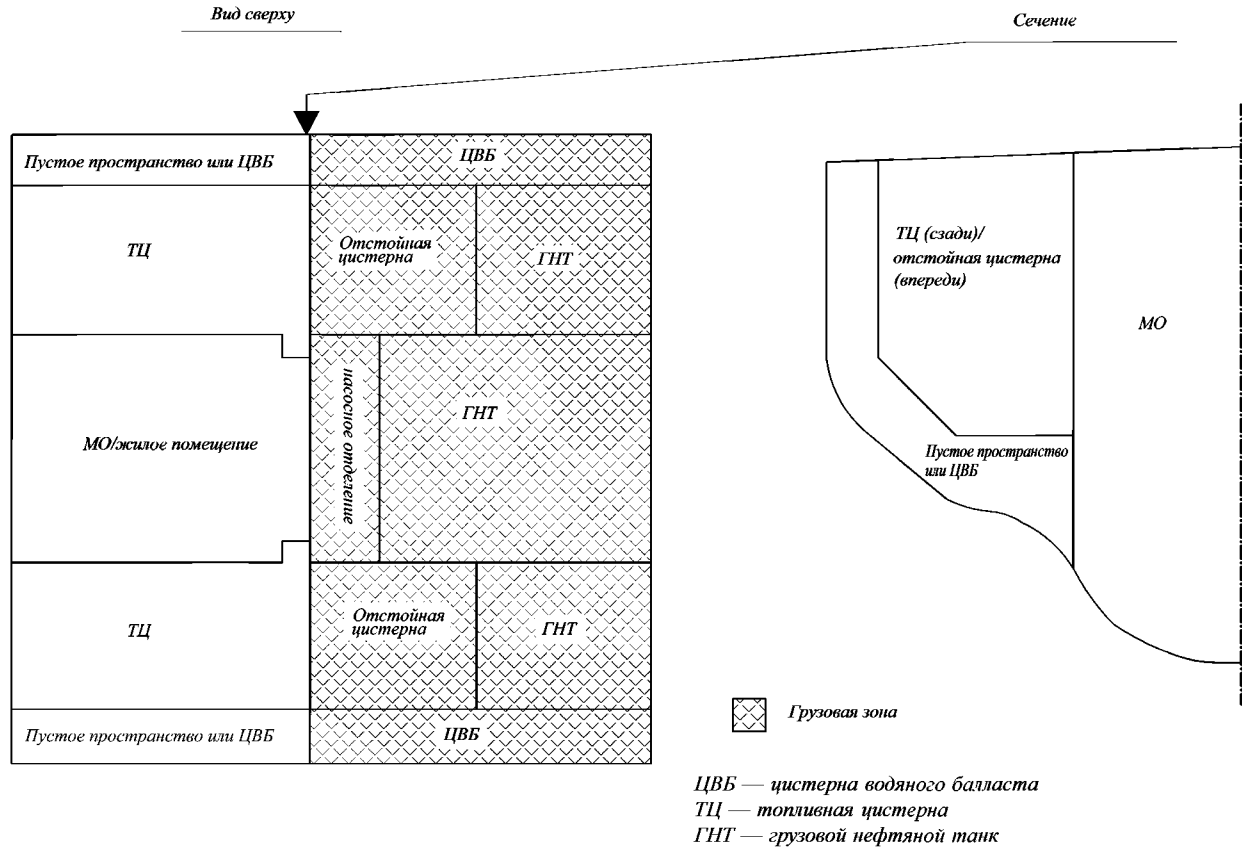 Вид сверху
Сечение
Пустое пространство или ЦВБ
ЦВБ
ТЦ
Отстойная
цистерна
ГНТ
МО/жилое помещение
насосное отделение
ГНТ
ТЦ
Отстойная
цистерна
ГНТ
Пустое пространство или ЦВБ
ЦВБ
ТЦ (сзади)/
отстойная цистерна
(впереди)
МО
Пустое пространство
или ЦВБ
Грузовая зона
ЦВБ — цистерна водяного балласта
ТЦ — топливная цистерна
ГНТ — грузовой нефтяной танк